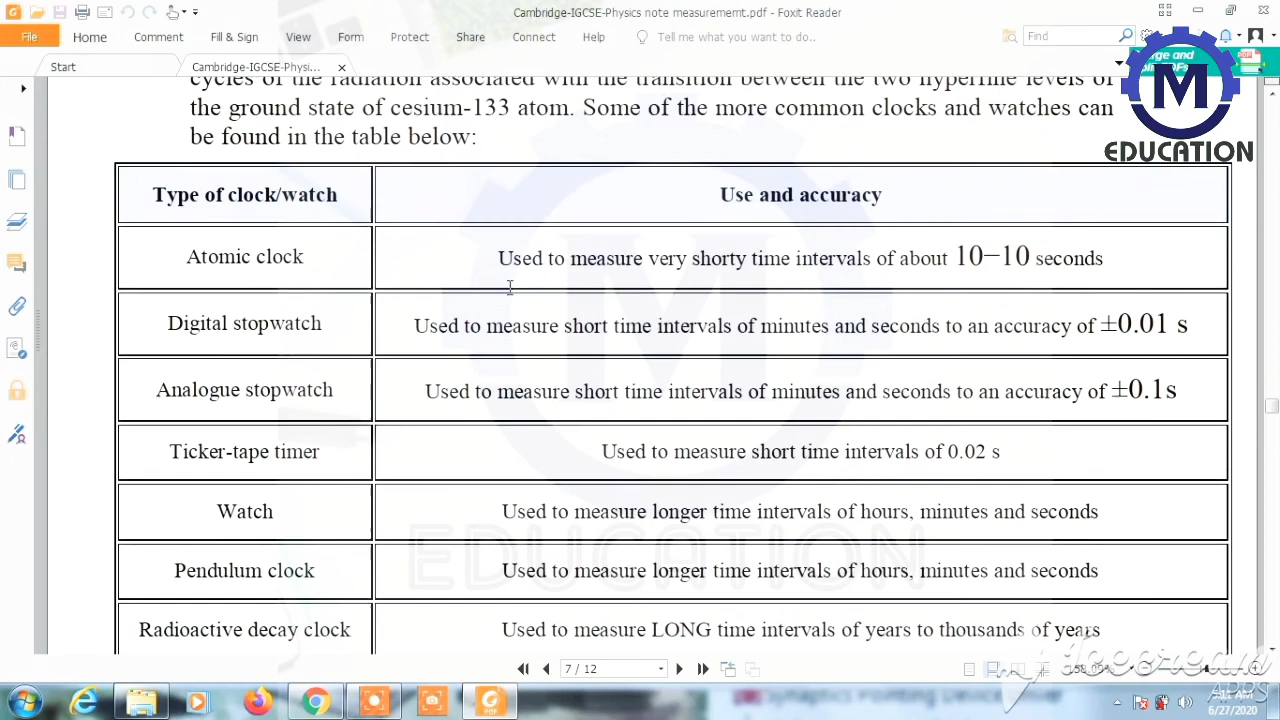 Cambridge-IGCSE-Physics note measurememt.pdf - Foxit Reader
File Home Comment Fill & Sign View Form Protect Share Connect Help Tell me what you want to do.. Find
Start Cambridge-IGCSE-Physi...
cycles of the radiation associated with the transition between the two hyperfine levels of
the ground state of cesium-133 atom. Some of the more common clocks and watches can
be found in the table below:
M
EDUCATION
Type of clock/watch Use and accuracy
Atomic clock Used to measure very shorty time intervals of about 10−10 seconds
Digital stopwatch Used to measure short time intervals of minutes and seconds to an accuracy of ±0.01 s
Analogue stopwatch Used to measure short time intervals of minutes and seconds to an accuracy of ±0.1s
Ticker-tape timer Used to measure short time intervals of 0.02 s
Watch Used to measure longer time intervals of hours, minutes and seconds
EDUCATION
Pendulum clock Used to measure longer time intervals of hours, minutes and seconds
Radioactive decay clock Used to measure LONG time intervals of years to thousands of years
7 / 12
APPS
6/27/2020